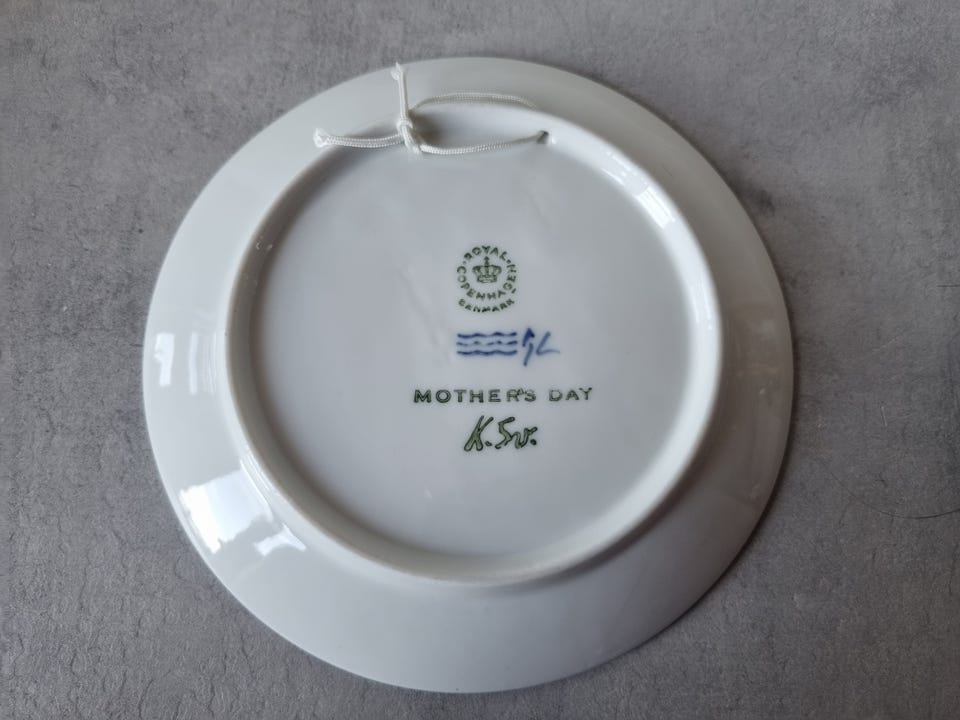 ROYAL COPENHAGEN
DENMARK
MOTHER'S DAY
K.Sv.